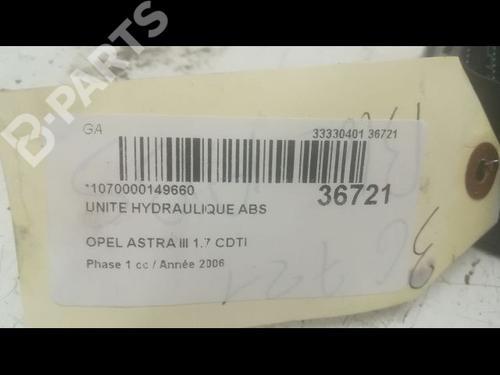 B-PARTS
GA
33330401 36721
*1070000149660
36721
UNITE HYDRAULIQUE ABS
OPEL ASTRA III 1.7 CDTI
Phase 1 cc / Année 2006